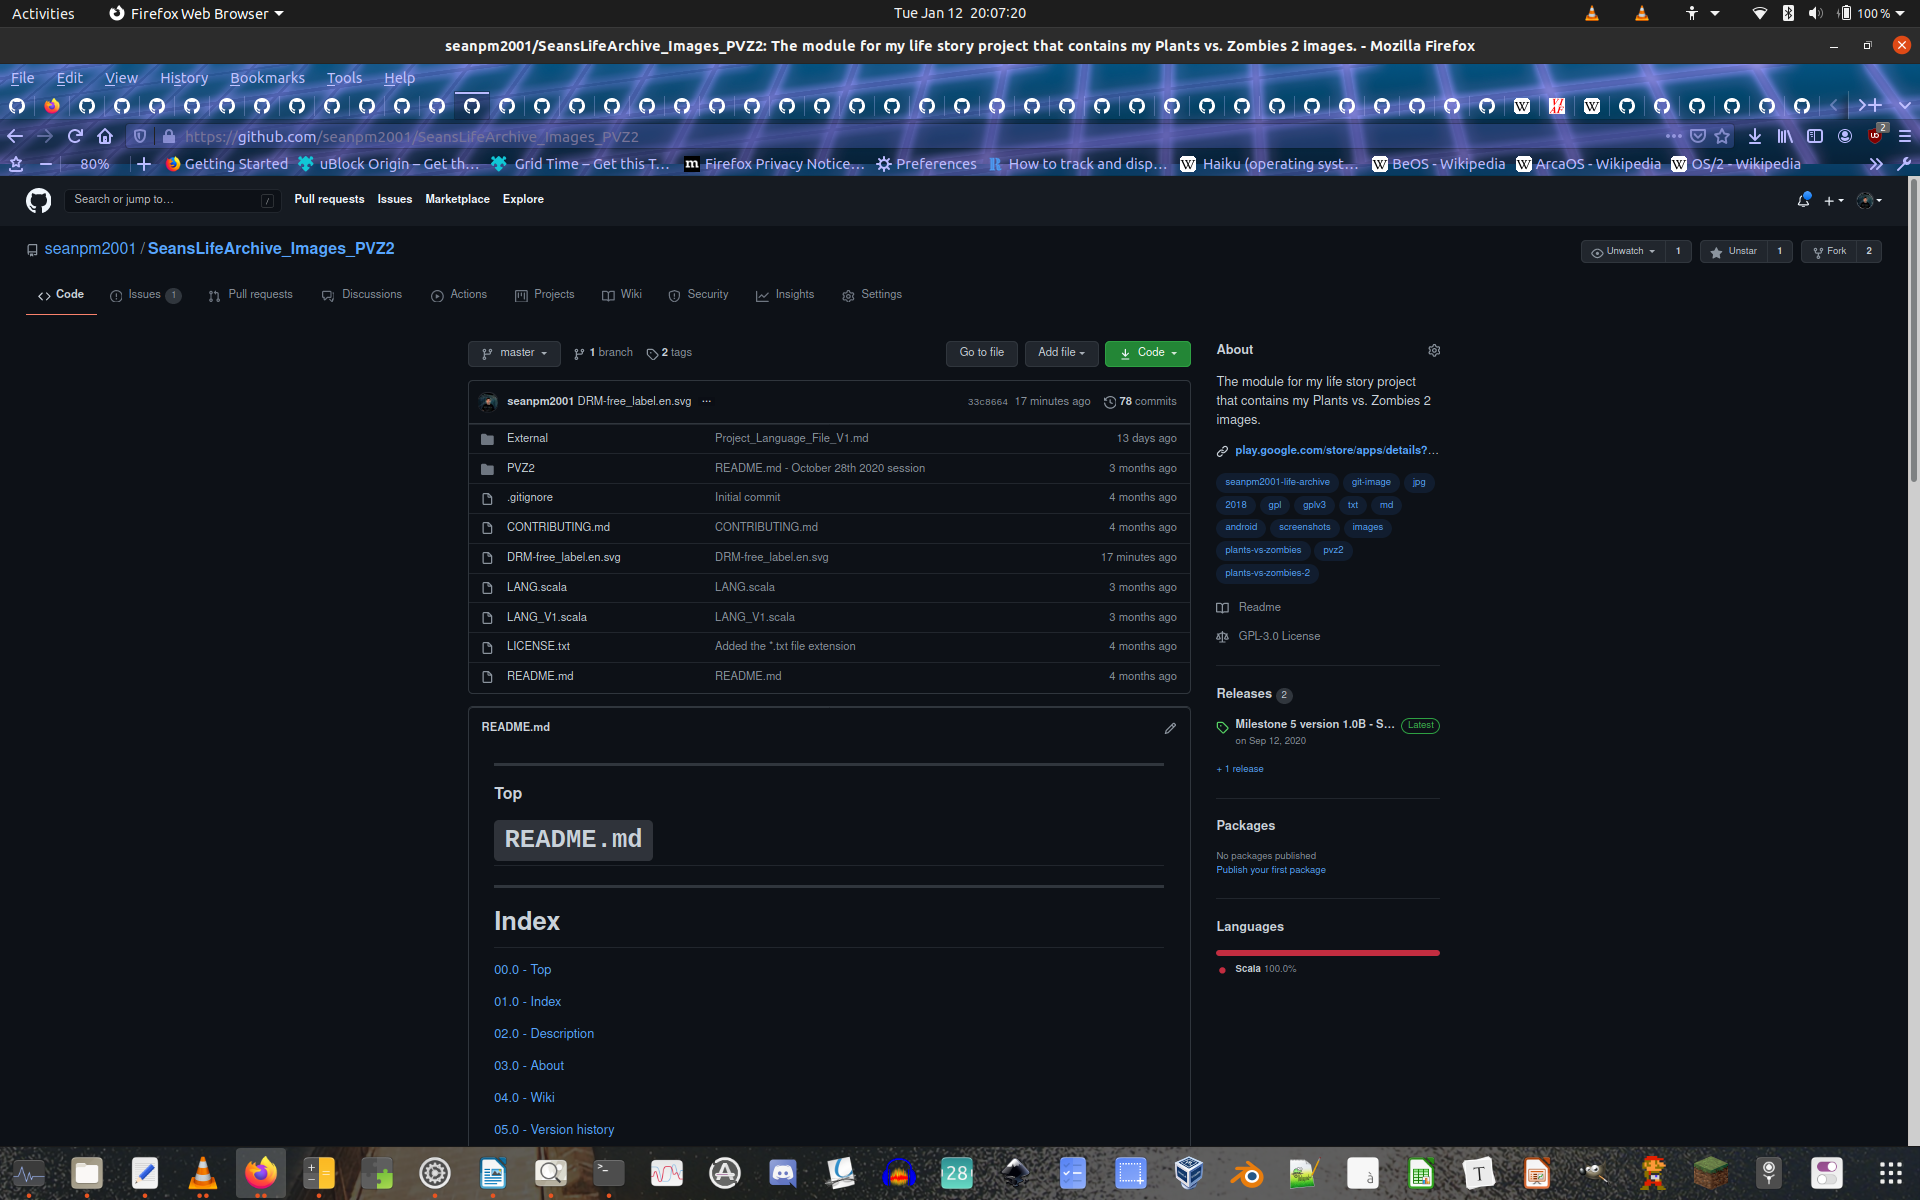 Activities Firefox Web Browser Tue Jan 12 20:07:20 100 %
seanpm2001/SeansLifeArchive_Images_PVZ2: The module for my life story project that contains my Plants vs. Zombies 2 images. - Mozilla Firefox
File Edit View History Bookmarks Tools Help
https://github.com/seanpm2001/SeansLifeArchive_Images_PVZ2 2
80% Getting Started uBlock Origin – Get th… Grid Time – Get this T… Firefox Privacy Notice… Preferences How to track and disp… Haiku (operating syst… BeOS - Wikipedia ArcaOS - Wikipedia OS/2 - Wikipedia
Search or jump to… / Pull requests Issues Marketplace Explore
seanpm2001 / SeansLifeArchive_Images_PVZ2 Unwatch 1 Unstar 1 Fork 2
Code Issues 1 Pull requests Discussions Actions Projects Wiki Security Insights Settings
master 1 branch 2 tags Go to file Add file Code
seanpm2001 DRM-free_label.en.svg ... 33c8664 17 minutes ago 78 commits
External Project_Language_File_V1.md 13 days ago
PVZ2 README.md - October 28th 2020 session 3 months ago
.gitignore Initial commit 4 months ago
CONTRIBUTING.md CONTRIBUTING.md 4 months ago
DRM-free_label.en.svg DRM-free_label.en.svg 17 minutes ago
LANG.scala LANG.scala 3 months ago
LANG_V1.scala LANG_V1.scala 3 months ago
LICENSE.txt Added the *.txt file extension 4 months ago
README.md README.md 4 months ago
README.md
Top
README.md
Index
00.0 - Top
01.0 - Index
02.0 - Description
03.0 - About
04.0 - Wiki
05.0 - Version history
About
The module for my life story project
that contains my Plants vs. Zombies 2
images.
play.google.com/store/apps/details?…
seanpm2001-life-archive git-image jpg
2018 gpl gplv3 txt md
android screenshots images
plants-vs-zombies pvz2
plants-vs-zombies-2
Readme
GPL-3.0 License
Releases 2
Milestone 5 version 1.0B - S… Latest
on Sep 12, 2020
+ 1 release
Packages
No packages published
Publish your first package
Languages
Scala 100.0%
28